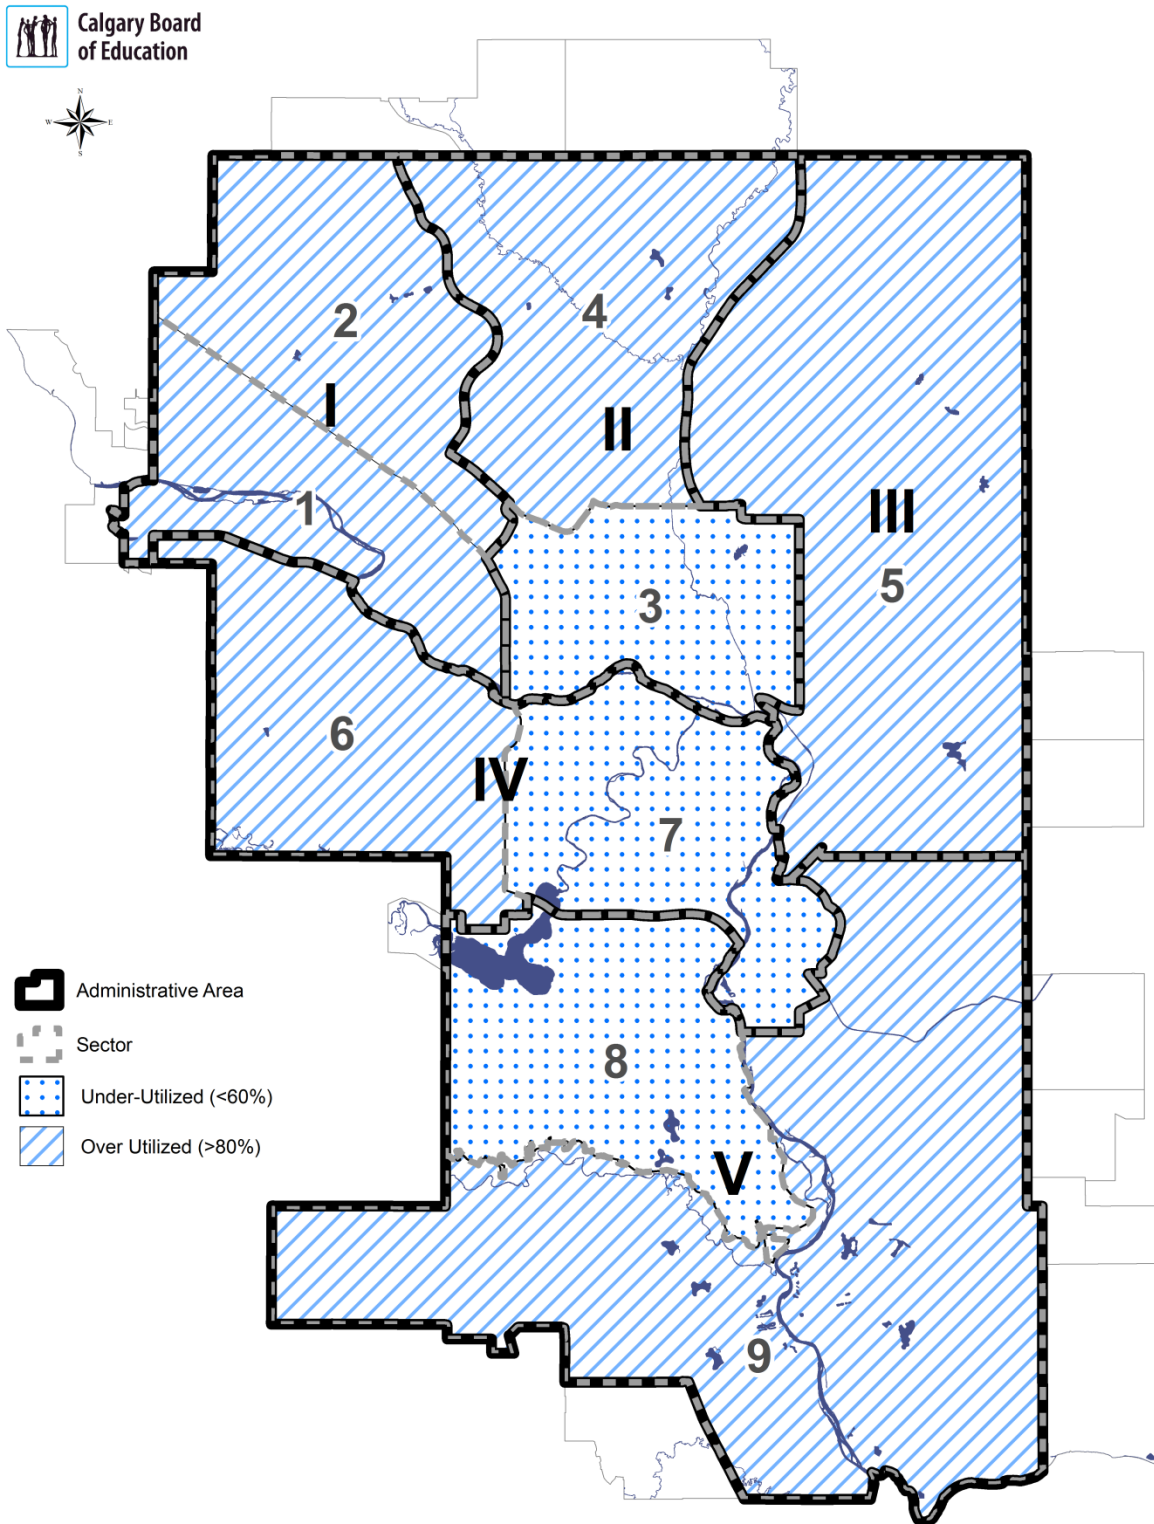 Calgary Board
of Education
N
W E
S
2
4
I
II
1
III
5
3
6
IV
7
Administrative Area
Sector
8
Under-Utilized (<60%)
Over Utilized (>80%)
V
9